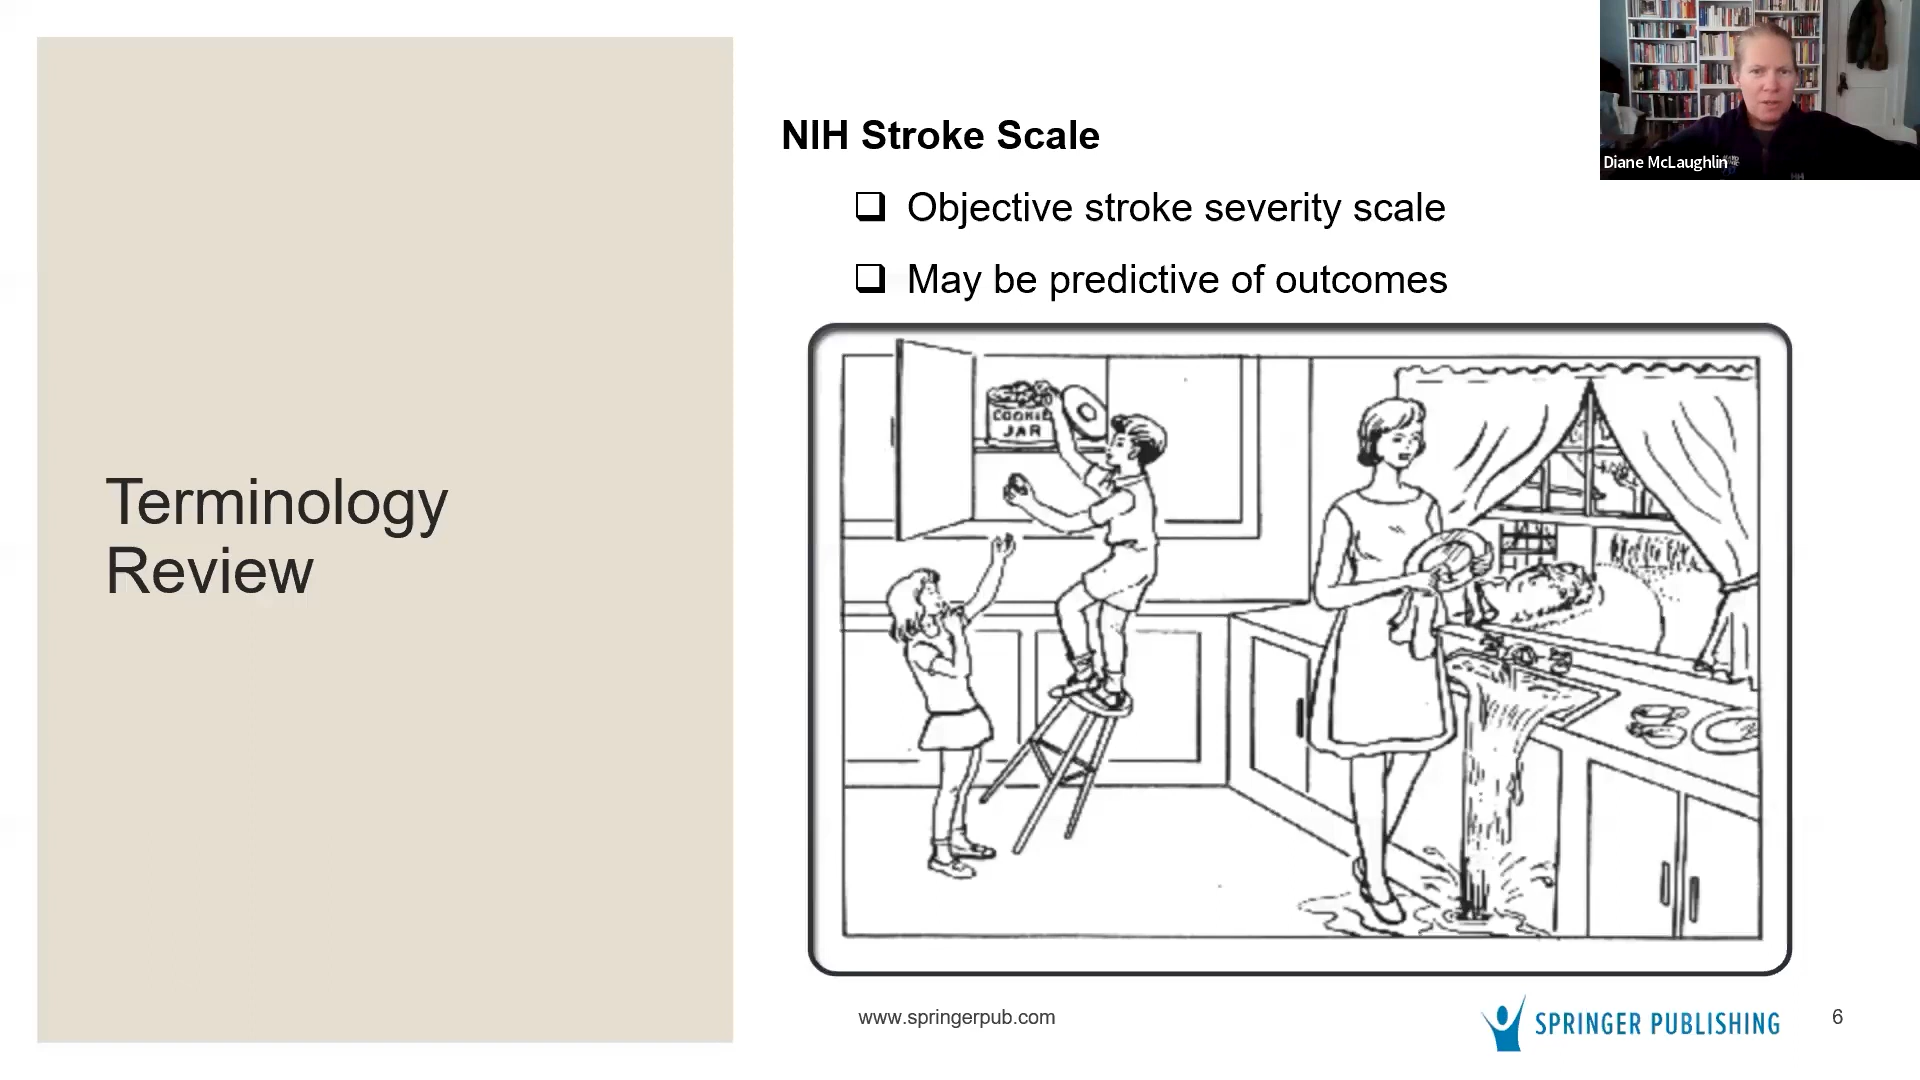 Diane McLaughlin
NIH Stroke Scale
Objective stroke severity scale
May be predictive of outcomes
Terminology
Review
COOKIE
JAR
www.springerpub.com
SPRINGER PUBLISHING
6